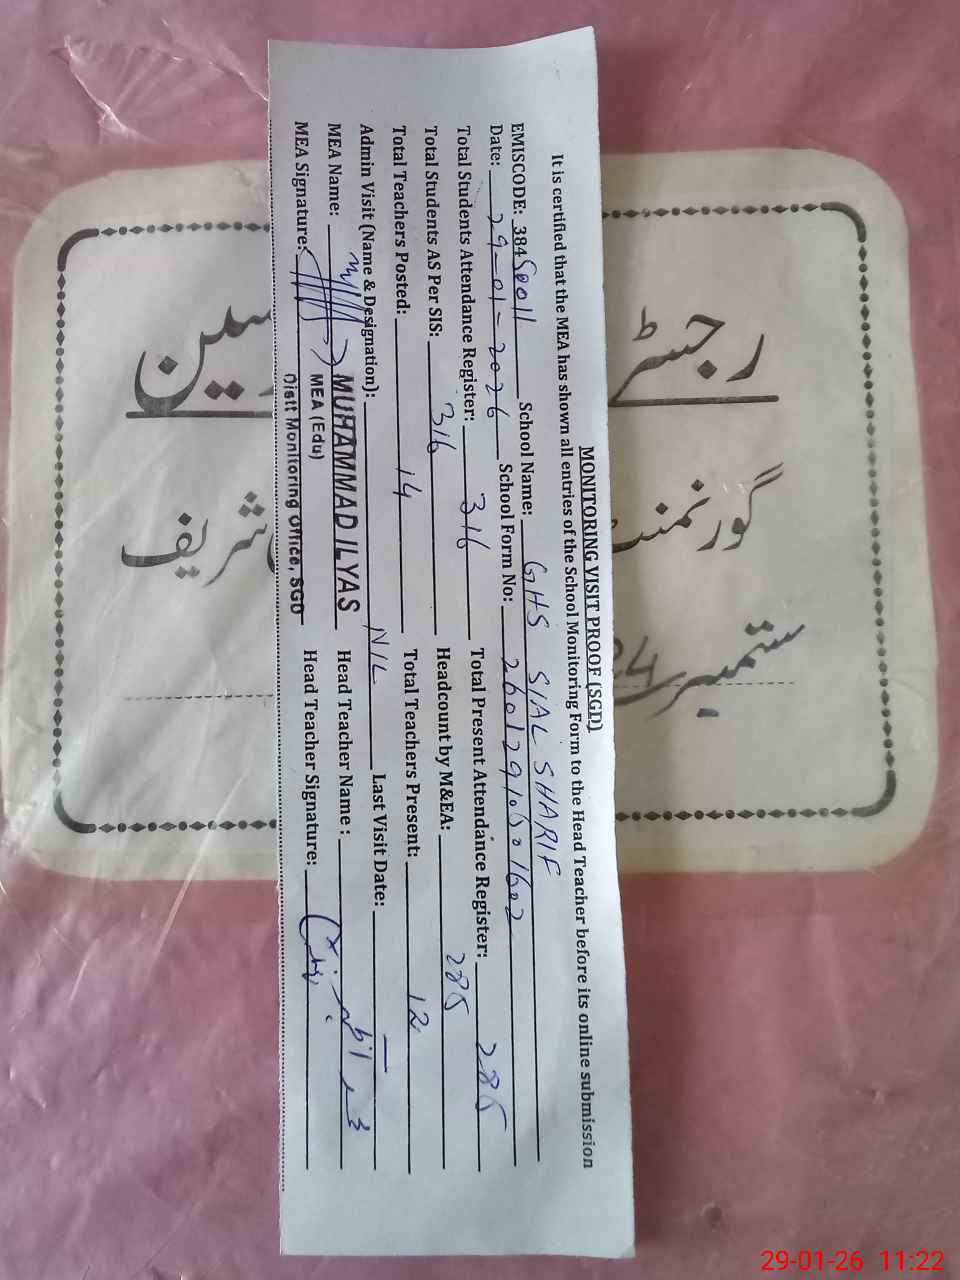 MONITORING VISIT PROOF (SGD)
It is certified that the MEA has shown all entries of the School Monitoring Form to the Head Teacher before its online submission
EMISCODE: 38450011 School Name: GHS SIAL SHARIF
Date: 29-01-2026 School Form No: 260129105001602
Total Students Attendance Register: 316 Total Present Attendance Register: 285
Total Students AS Per SIS: 316 Headcount by M&EA: 285
Total Teachers Posted: 14 Total Teachers Present: 12
Admin Visit (Name & Designation): NIL Last Visit Date: —
MEA Name: MUHAMMAD ILYAS Head Teacher Name :
MEA (Edu)
MEA Signature: Head Teacher Signature:
Distt Monitoring Office, SGD
رجسٹر
گورنمنٹ شریف
ستمبر
29-01-26 11:22